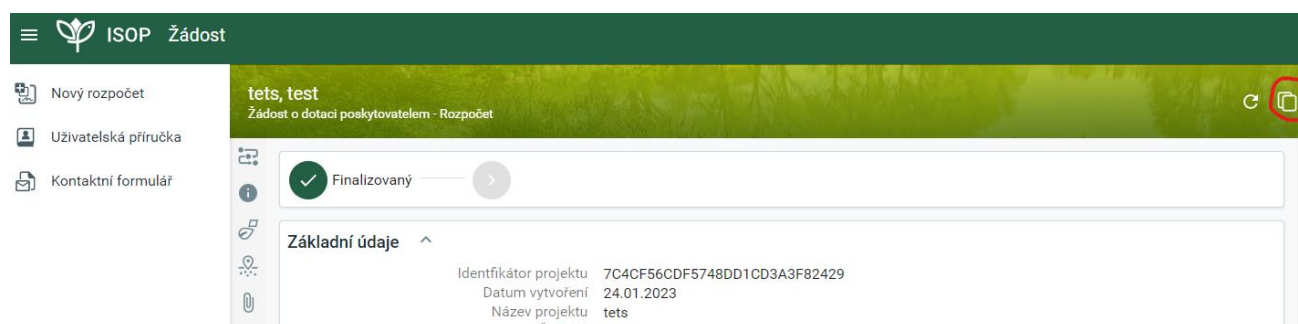 ISOP Žádost
Nový rozpočet
Uživatelská příručka
Kontaktní formulář
tets, test
Žádost o dotaci poskytovatelem - Rozpočet
Finalizovaný
Základní údaje
Identfikátor projektu 7C4CF56CDF5748DD1CD3A3F82429
Datum vytvoření 24.01.2023
Název projektu tets